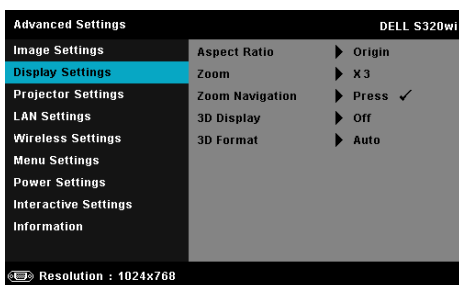 Advanced Settings DELL S320wi
Image Settings
Display Settings
Projector Settings
LAN Settings
Wireless Settings
Menu Settings
Power Settings
Interactive Settings
Information
Aspect Ratio Origin
Zoom X3
Zoom Navigation Press ✓
3D Display Off
3D Format Auto
Resolution : 1024x768